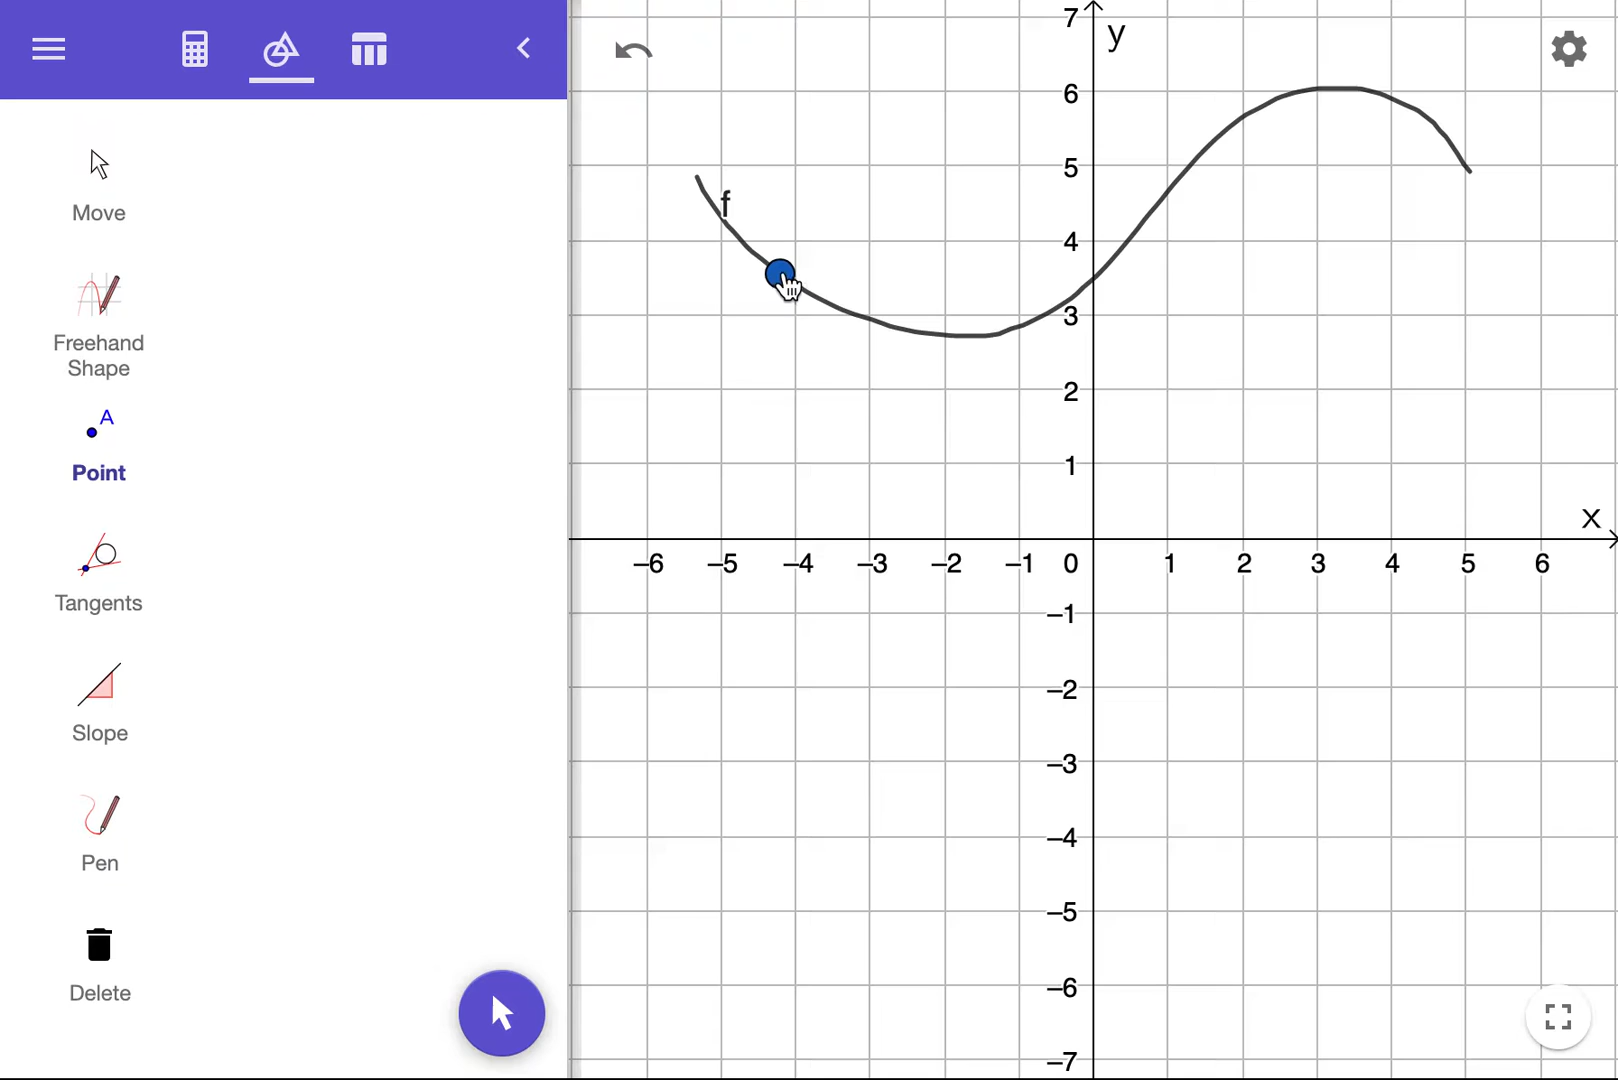 Move
Freehand
Shape
A
Point
Tangents
Slope
Pen
Delete
y
7
6
5
4
3
2
1
f
x
–6
–5
–4
–3
–2
–1
0
1
2
3
4
5
6
–1
–2
–3
–4
–5
–6
–7